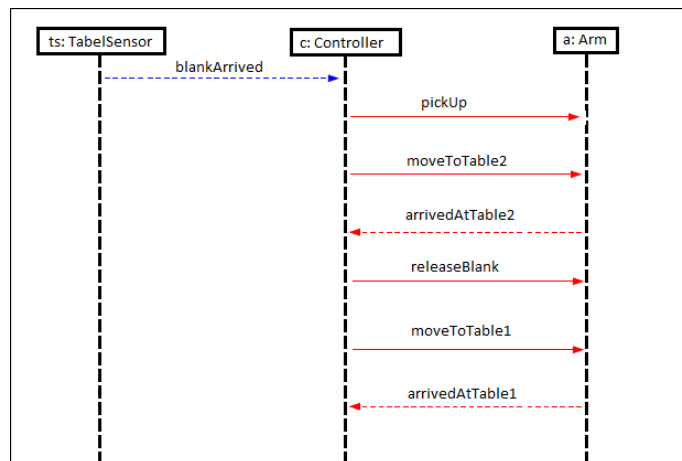 ts: TabelSensor
c: Controller
a: Arm
blankArrived
pickUp
moveToTable2
arrivedAtTable2
releaseBlank
moveToTable1
arrivedAtTable1